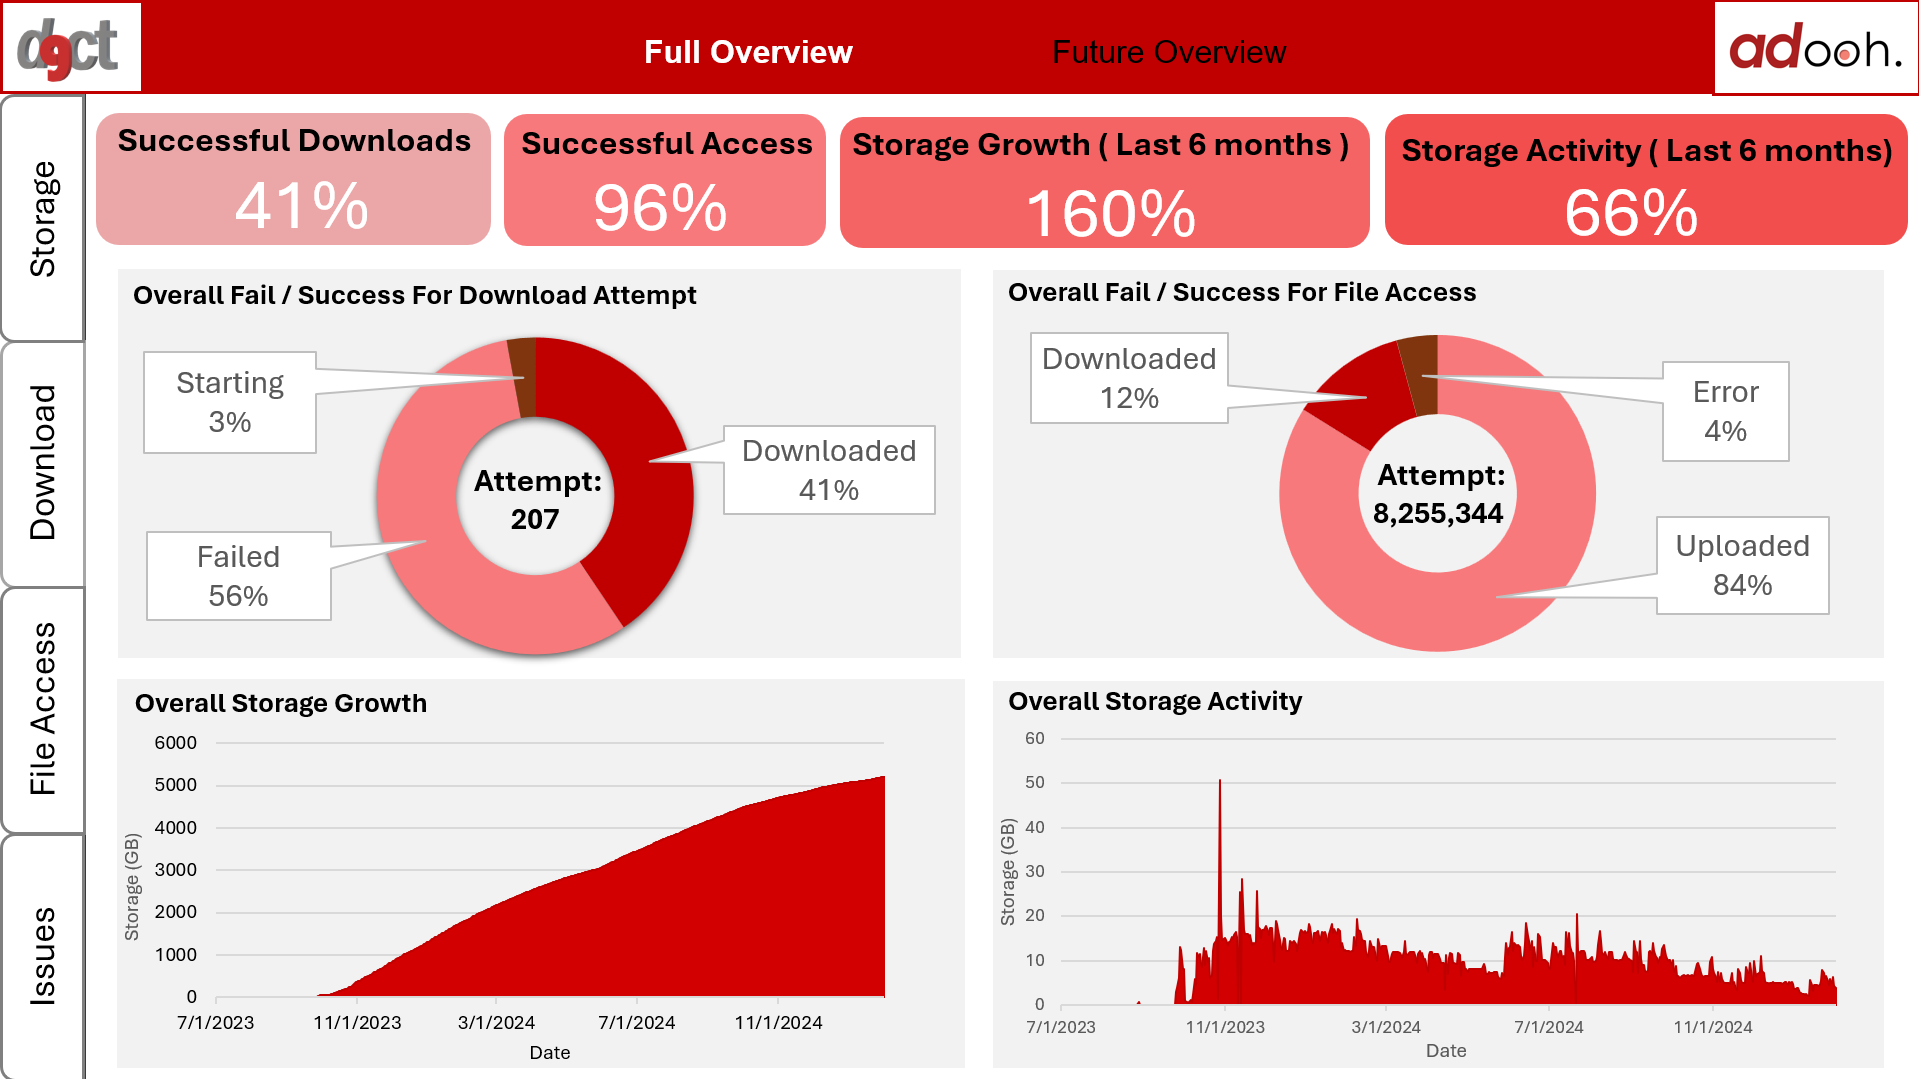 dgct
Full Overview
Future Overview
adooh.
Storage
Download
File Access
Issues
Successful Downloads
41%
Successful Access
96%
Storage Growth ( Last 6 months )
160%
Storage Activity ( Last 6 months)
66%
Overall Fail / Success For Download Attempt
Starting
3%
Downloaded
41%
Failed
56%
Attempt:
207
Overall Fail / Success For File Access
Downloaded
12%
Error
4%
Uploaded
84%
Attempt:
8,255,344
Overall Storage Growth
6000
5000
4000
3000
2000
1000
0
Storage (GB)
7/1/2023
11/1/2023
3/1/2024
7/1/2024
11/1/2024
Date
Overall Storage Activity
60
50
40
30
20
10
0
Storage (GB)
7/1/2023
11/1/2023
3/1/2024
7/1/2024
11/1/2024
Date